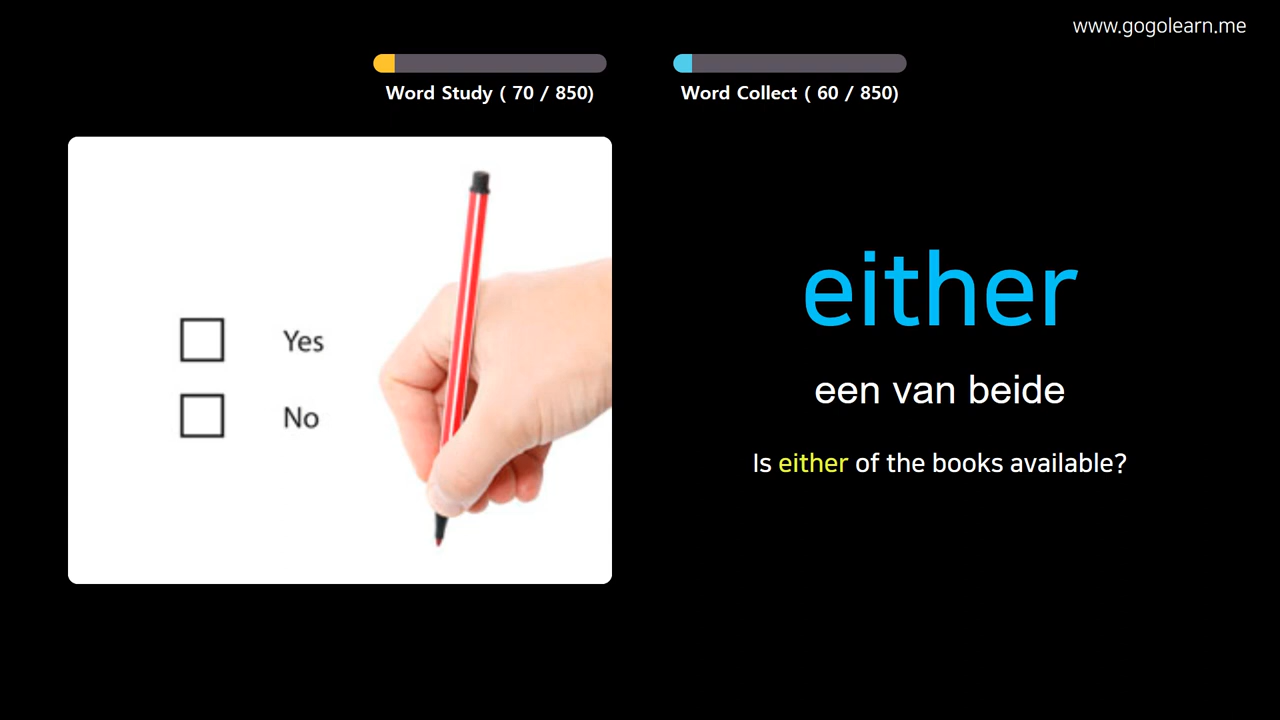 www.gogolearn.me
Word Study ( 70 / 850)
Word Collect ( 60 / 850)
Yes
No
either
een van beide
Is either of the books available?